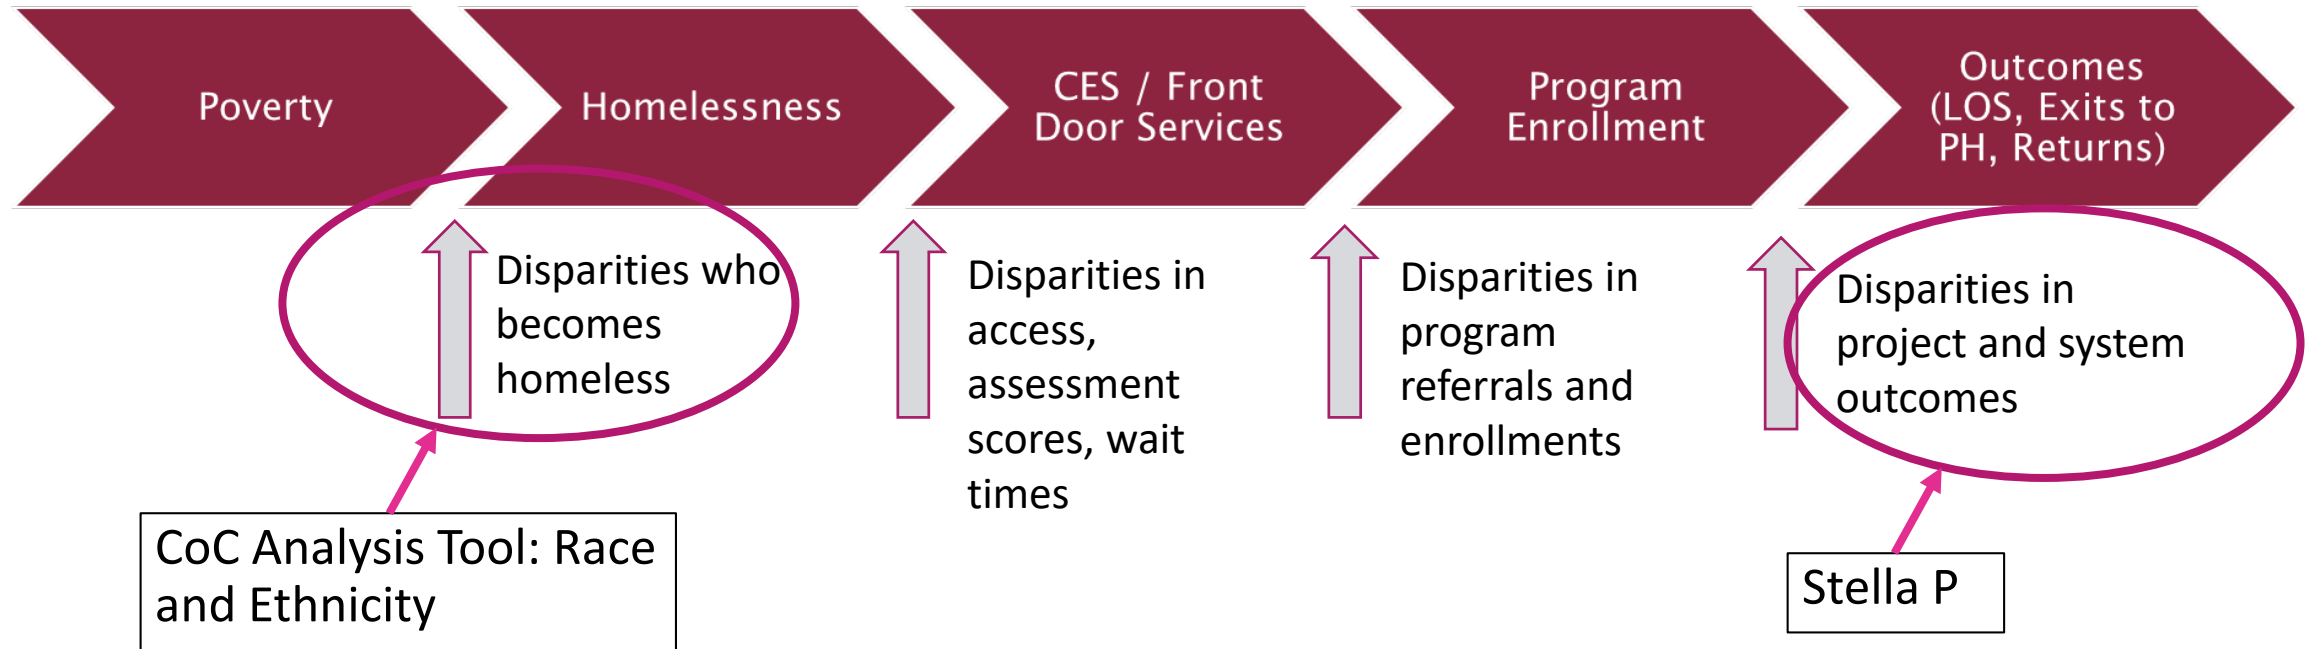 Poverty
Homelessness
CES / Front
Door Services
Program
Enrollment
Outcomes
(LOS, Exits to
PH, Returns)
Disparities who
becomes
homeless
Disparities in
access,
assessment
scores, wait
times
Disparities in
program
referrals and
enrollments
Disparities in
project and system
outcomes
CoC Analysis Tool: Race
and Ethnicity
Stella P